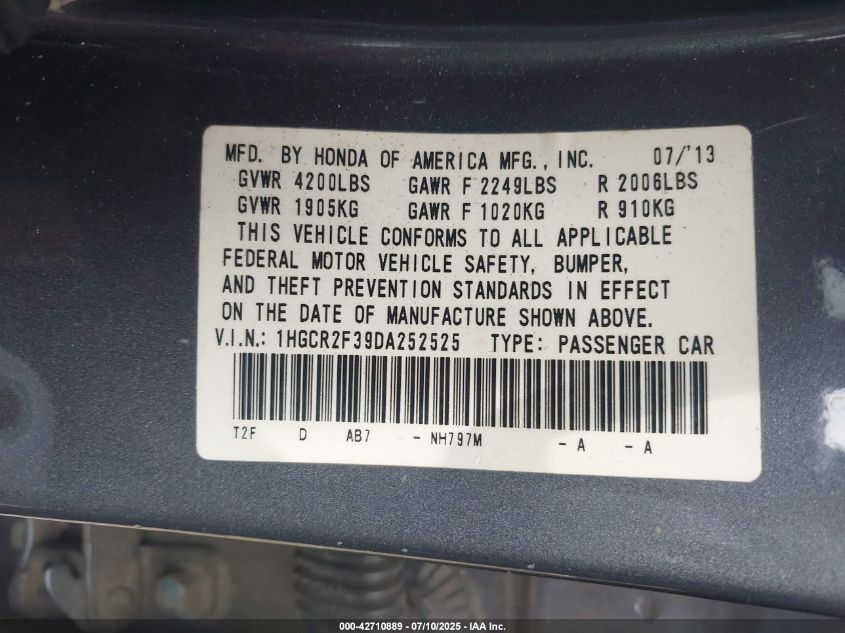 MFD. BY HONDA OF AMERICA MFG., INC. 07/'13
GVWR 4200LBS GAWR F 2249LBS R 2006LBS
GVWR 1905KG GAWR F 1020KG R 910KG
THIS VEHICLE CONFORMS TO ALL APPLICABLE
FEDERAL MOTOR VEHICLE SAFETY, BUMPER,
AND THEFT PREVENTION STANDARDS IN EFFECT
ON THE DATE OF MANUFACTURE SHOWN ABOVE.
V.I.N.: 1HGCR2F39DA252525 TYPE: PASSENGER CAR
T2F D AB7 - NH797M - A - A
000-42710889 - 07/10/2025 - IAA Inc.